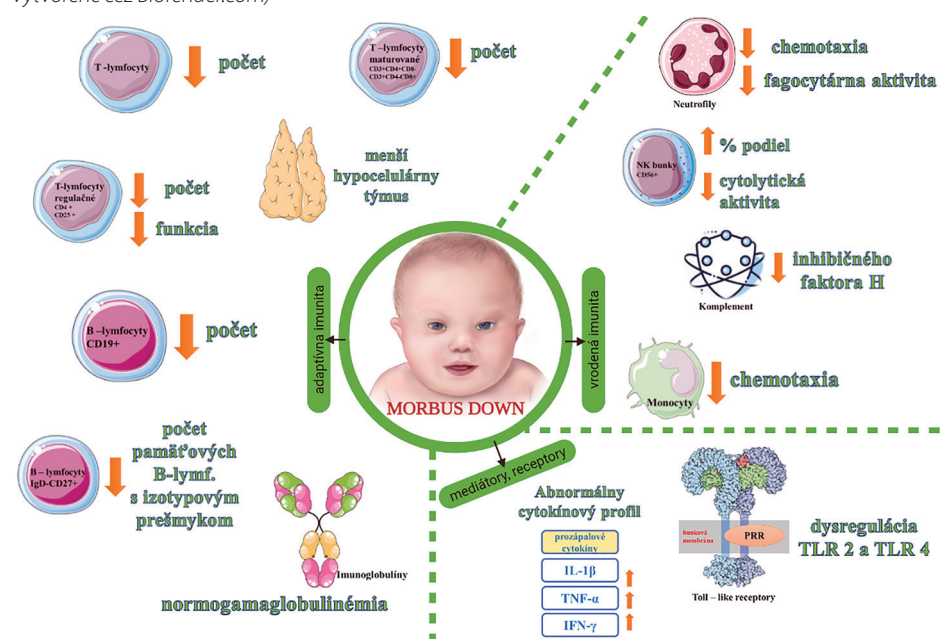 Vytvorené cez Biorender.com)
T -lymfocyty
počet
T –lymfocyty
maturované
CD3+CD4+CD8-
CD3+CD4-CD8+
počet
T-lymfocyty
regulačné
CD4 +
CD25 +
počet
funkcia
menší
hypocelulárny
týmus
B –lymfocyty
CD19+
počet
B – lymfocyty
IgD-CD27+
počet
pamäťových
B-lymf.
s izotypovým
prešmykom
Imunoglobulíny
normogamaglobulinémia
adaptívna imunita
MORBUS DOWN
vrodená imunita
mediátory, receptory
Neutrofily
chemotaxia
fagocytárna aktivita
NK bunky
CD56+
% podiel
cytolytická
aktivita
Komplement
inhibičného
faktora H
Monocyty
chemotaxia
Abnormálny
cytokínový profil
prozápalové
cytokíny
IL-1β
TNF-α
IFN-γ
bunková
membrána
PRR
Toll – like receptory
dysregulácia
TLR 2 a TLR 4